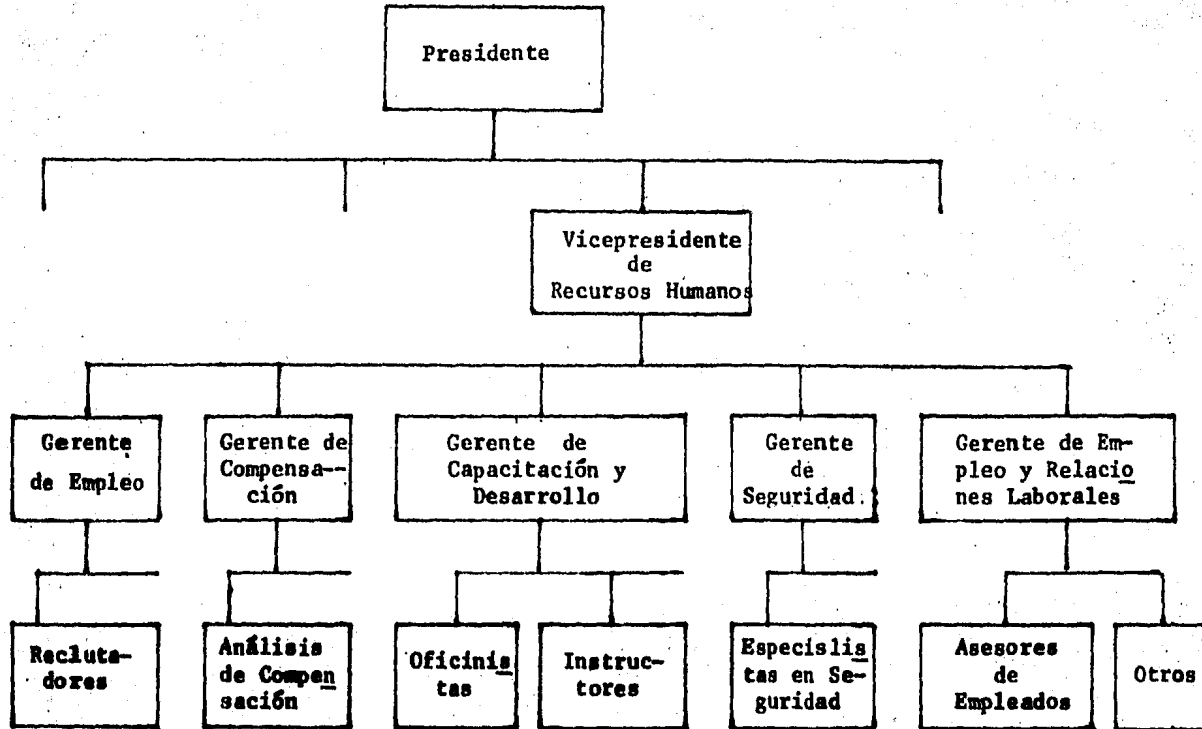 Presidente
Vicepresidente
de
Recursos Humanos
Gerente
de Empleo
Gerente de
Compensa--
ción
Gerente de
Capacitación y
Desarrollo
Gerente
de
Seguridad.
Gerente de Em-
pleo y Relacio
nes Laborales
Recluta-
dores
Análisis
de Compen
sación
Oficinis
tas
Instruc-
tores
Especislis
tas en Se-
guridad
Asesores
de
Empleados
Otros